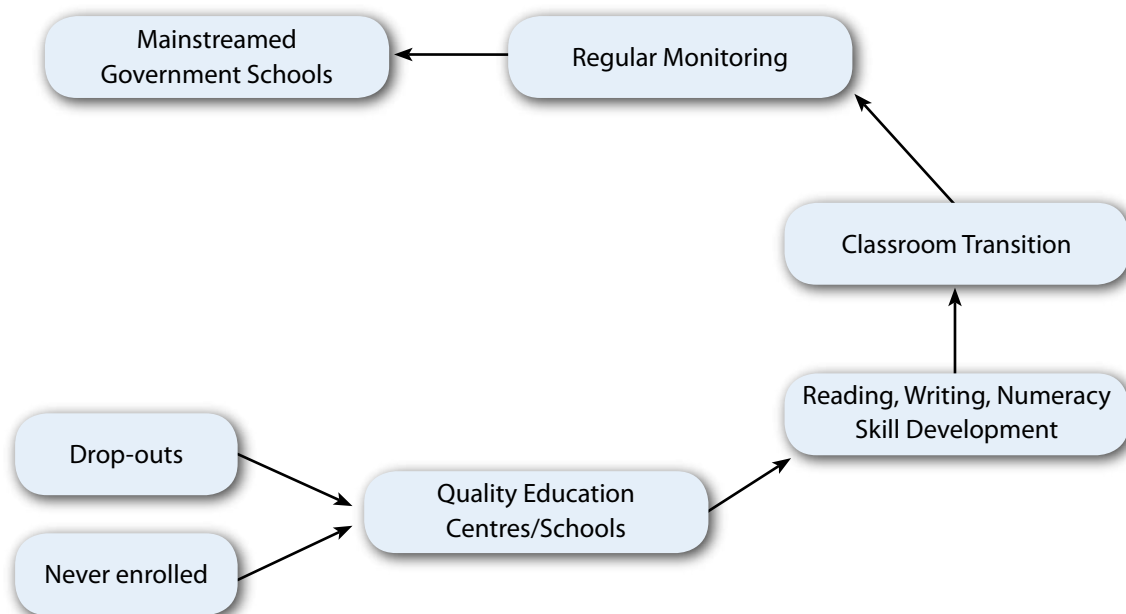 Mainstreamed
Government Schools
Regular Monitoring
Classroom Transition
Reading, Writing, Numeracy
Skill Development
Drop-outs
Quality Education
Centres/Schools
Never enrolled